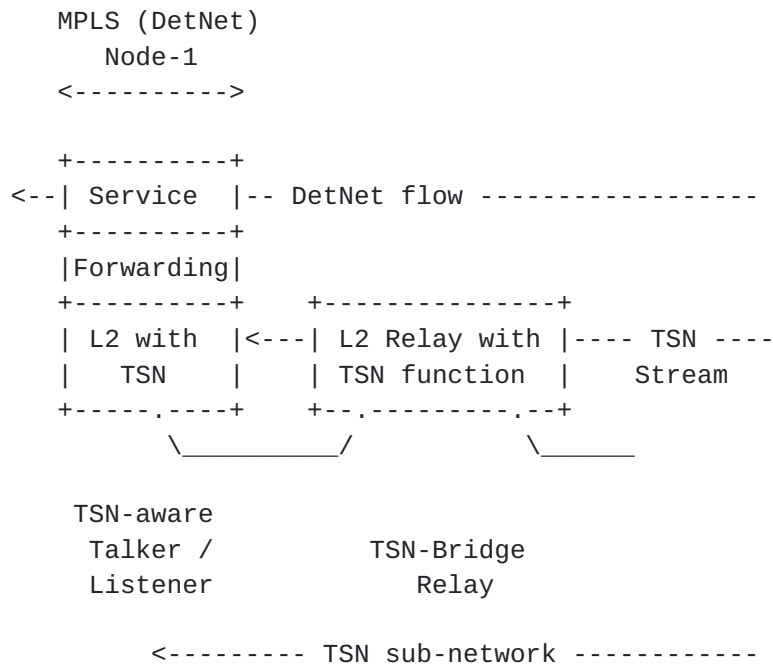 MPLS (DetNet)
Node-1
<---------->
+----------+
<--| Service |-- DetNet flow ------------------
+----------+
|Forwarding|
+----------+ +---------------+
| L2 with |<---| L2 Relay with |---- TSN ----
| TSN | | TSN function | Stream
+-----.----+ +--.---------.--+
\__________/ \______
TSN-aware
Talker / TSN-Bridge
Listener Relay
<--------- TSN sub-network ------------